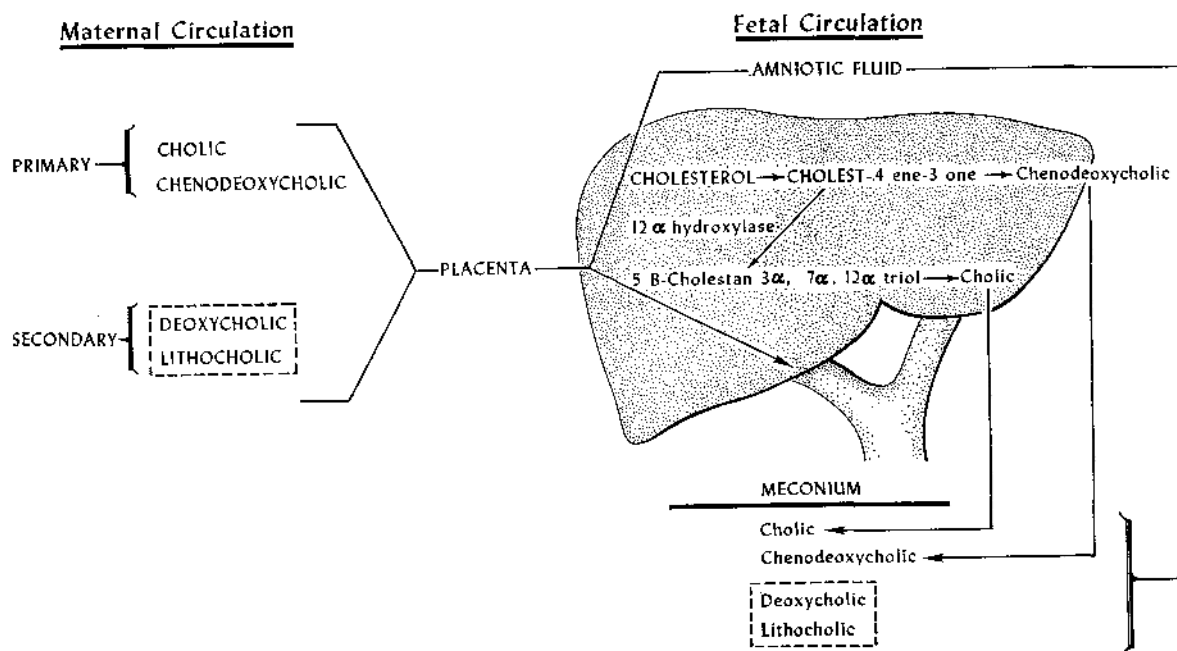 Maternal Circulation
PRIMARY
CHOLIC
CHENODEOXYCHOLIC
SECONDARY
DEOXYCHOLIC
LITHOCHOLIC
PLACENTA
Fetal Circulation
AMNIOTIC FLUID
CHOLESTEROL CHOLEST-4 ene-3 one Chenodeoxycholic
12 α hydroxylase
5 B-Cholestan 3α, 7α, 12α triol Cholic
MECONIUM
Cholic
Chenodeoxycholic
Deoxycholic
Lithocholic